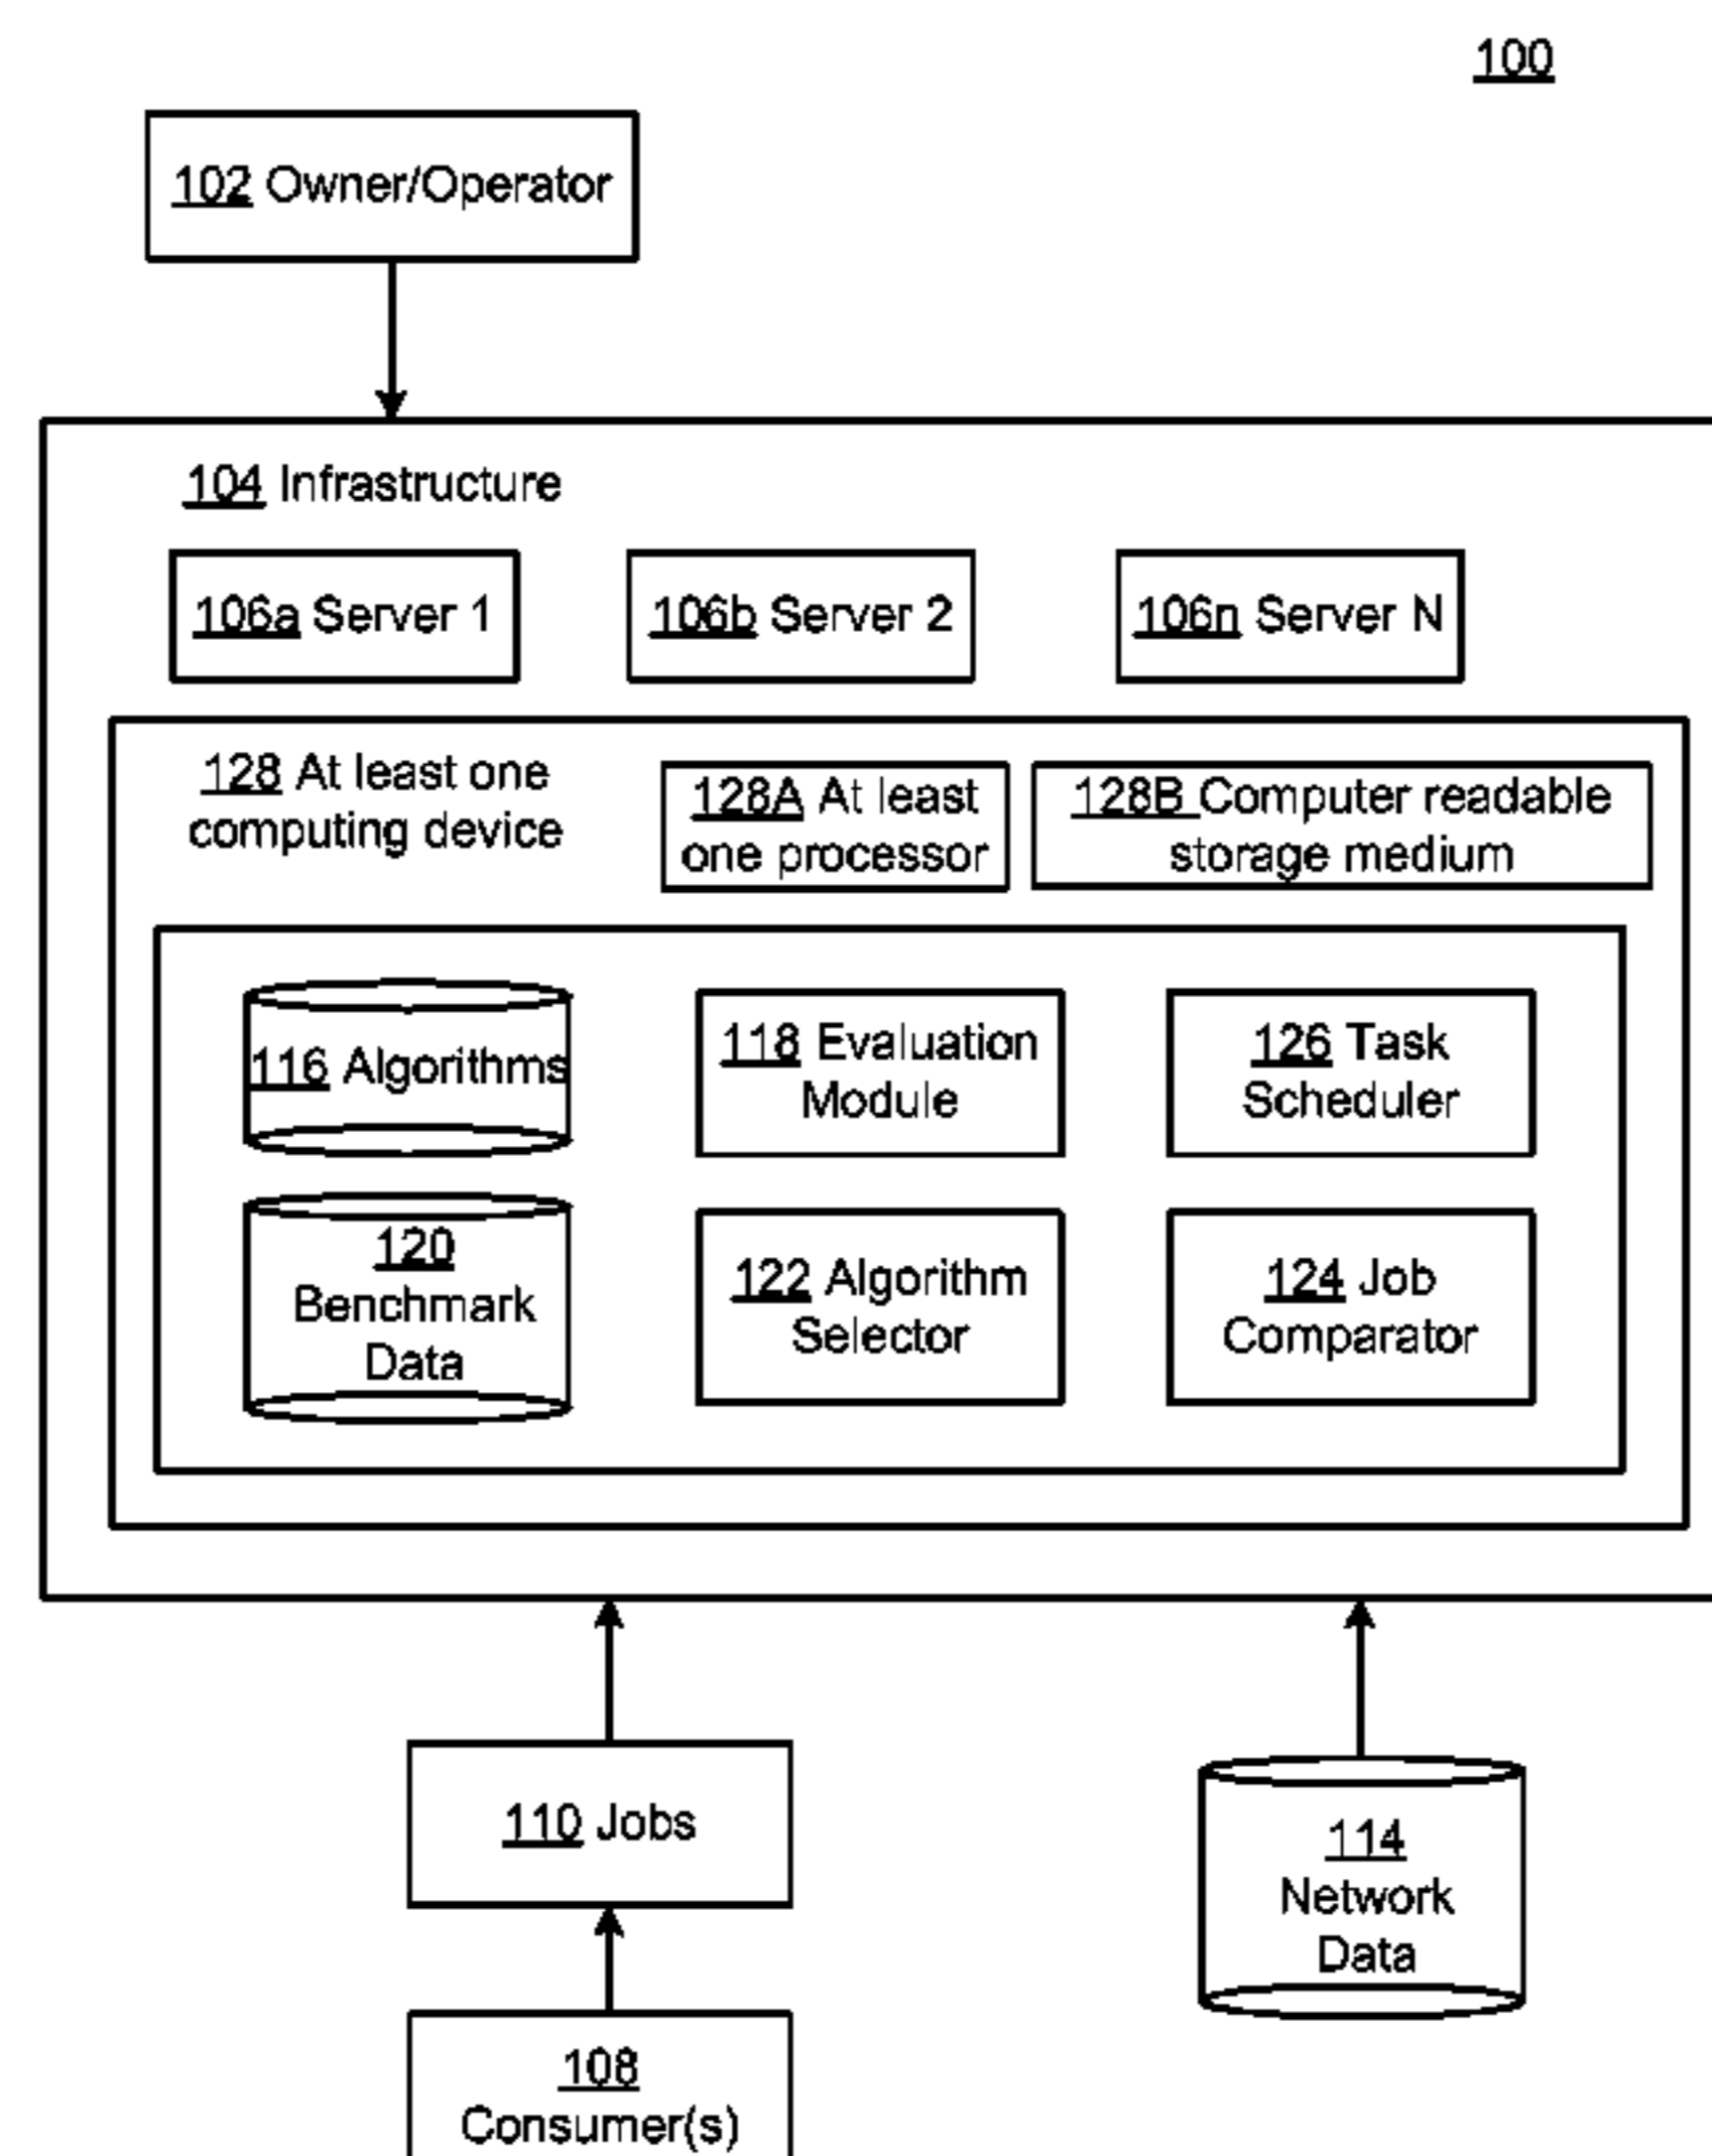 100
102 Owner/Operator
104 Infrastructure
106a Server 1
106b Server 2
106n Server N
128 At least one
computing device
128A At least
one processor
128B Computer readable
storage medium
116 Algorithms
118 Evaluation
Module
126 Task
Scheduler
120
Benchmark
Data
122 Algorithm
Selector
124 Job
Comparator
110 Jobs
114
Network
Data
108
Consumer(s)